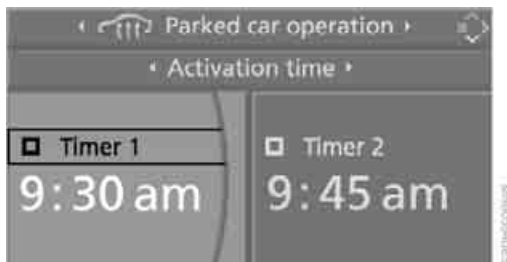 Parked car operation
Activation time
Timer 1
9:30 am
Timer 2
9:45 am